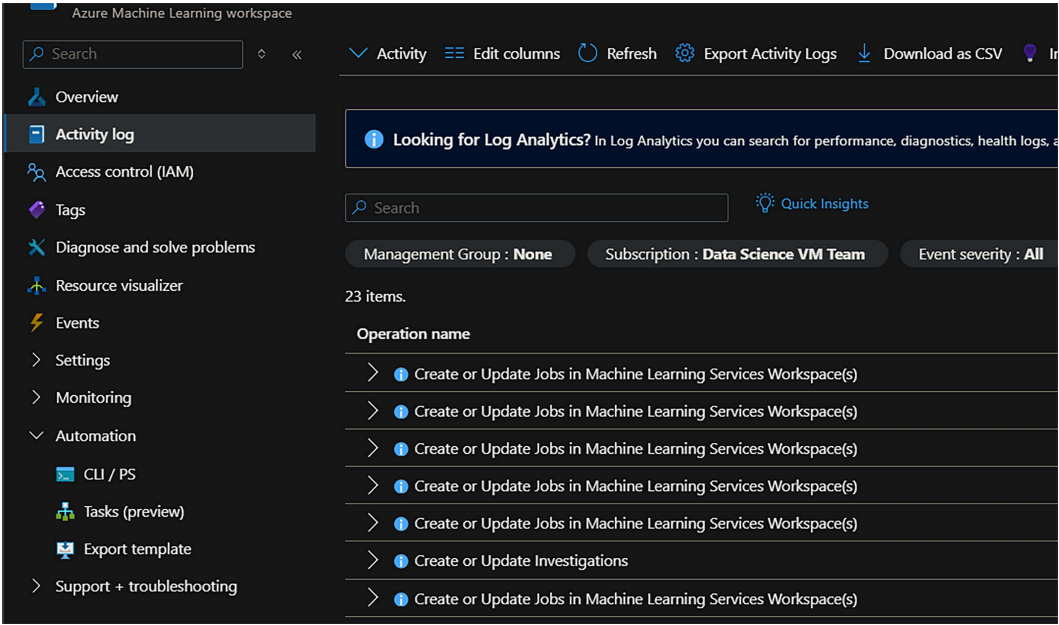 Azure Machine Learning workspace
Search
Activity
Edit columns
Refresh
Export Activity Logs
Download as CSV
Overview
Activity log
Access control (IAM)
Tags
Diagnose and solve problems
Resource visualizer
Events
Settings
Monitoring
Automation
CLI / PS
Tasks (preview)
Export template
Support + troubleshooting
Looking for Log Analytics? In Log Analytics you can search for performance, diagnostics, health logs,
Search
Quick Insights
Management Group : None
Subscription : Data Science VM Team
Event severity : All
23 items.
Operation name
Create or Update Jobs in Machine Learning Services Workspace(s)
Create or Update Jobs in Machine Learning Services Workspace(s)
Create or Update Jobs in Machine Learning Services Workspace(s)
Create or Update Jobs in Machine Learning Services Workspace(s)
Create or Update Jobs in Machine Learning Services Workspace(s)
Create or Update Investigations
Create or Update Jobs in Machine Learning Services Workspace(s)